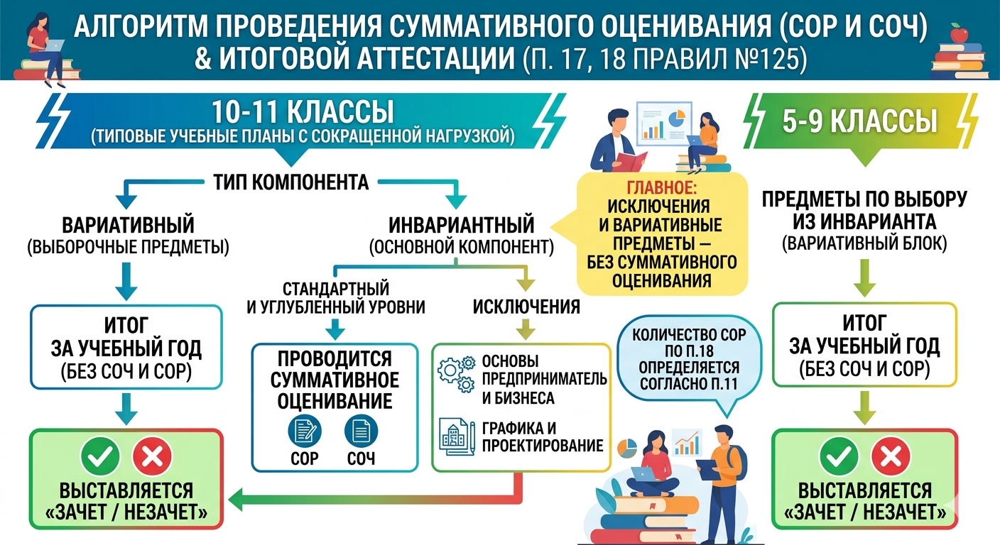 АЛГОРИТМ ПРОВЕДЕНИЯ СУММАТИВНОГО ОЦЕНИВАНИЯ (СОР И СОЧ)
& ИТОГОВОЙ АТТЕСТАЦИИ (П. 17, 18 ПРАВИЛ №125)
10-11 КЛАССЫ
(ТИПОВЫЕ УЧЕБНЫЕ ПЛАНЫ С СОКРАЩЕННОЙ НАГРУЗКОЙ)
ТИП КОМПОНЕНТА
ВАРИАТИВНЫЙ
(ВЫБОРОЧНЫЕ ПРЕДМЕТЫ)
ИТОГ
ЗА УЧЕБНЫЙ ГОД
(БЕЗ СОЧ И СОР)
ВЫСТАВЛЯЕТСЯ
«ЗАЧЕТ / НЕЗАЧЕТ»
ИНВАРИАНТНЫЙ
(ОСНОВНОЙ КОМПОНЕНТ)
СТАНДАРТНЫЙ
И УГЛУБЛЕННЫЙ УРОВНИ
ПРОВОДИТСЯ
СУММАТИВНОЕ
ОЦЕНИВАНИЕ
СОР
СОЧ
ИСКЛЮЧЕНИЯ
ОСНОВЫ
ПРЕДПРИНИМАТЕЛЬ
И БИЗНЕСА
ГРАФИКА И
ПРОЕКТИРОВАНИЕ
ГЛАВНОЕ:
ИСКЛЮЧЕНИЯ
И ВАРИАТИВНЫЕ
ПРЕДМЕТЫ —
БЕЗ СУММАТИВНОГО
ОЦЕНИВАНИЯ
КОЛИЧЕСТВО СОР
ПО П.18
ОПРЕДЕЛЯЕТСЯ
СОГЛАСНО П.11
5-9 КЛАССЫ
ПРЕДМЕТЫ ПО ВЫБОРУ
ИЗ ИНВАРИАНТА
(ВАРИАТИВНЫЙ БЛОК)
ИТОГ
ЗА УЧЕБНЫЙ ГОД
(БЕЗ СОЧ И СОР)
ВЫСТАВЛЯЕТСЯ
«ЗАЧЕТ / НЕЗАЧЕТ»